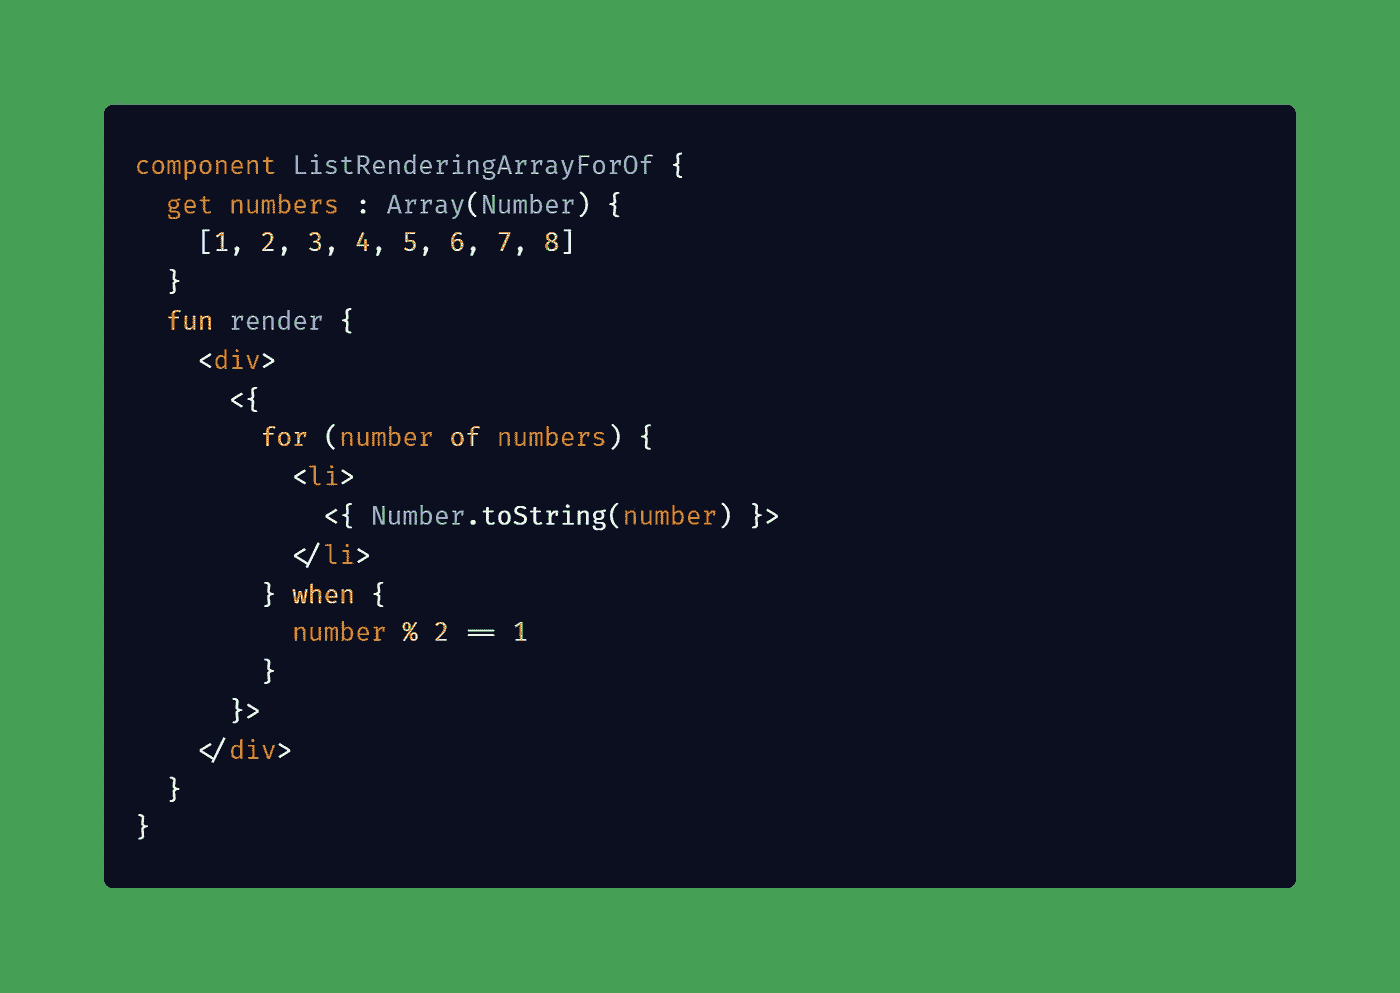 component ListRenderingArrayForOf {
  get numbers : Array(Number) {
    [1, 2, 3, 4, 5, 6, 7, 8]
  }
  fun render {
    <div>
      <{
        for (number of numbers) {
          <li>
            <{ Number.toString(number) }>
          </li>
        } when {
          number % 2 == 1
        }
      }>
    </div>
  }
}